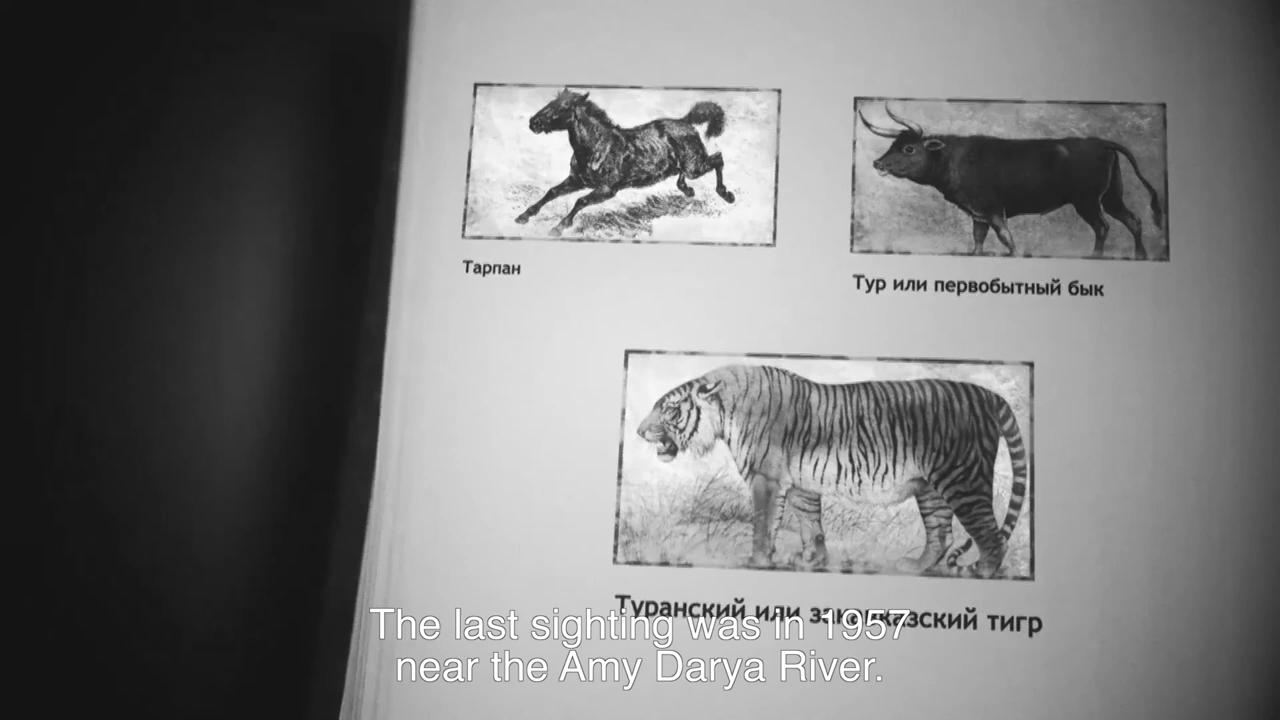 Тарпан
Тур или первобытный бык
Туранский или закавказский тигр
The last sighting was in 1957
near the Amy Darya River.